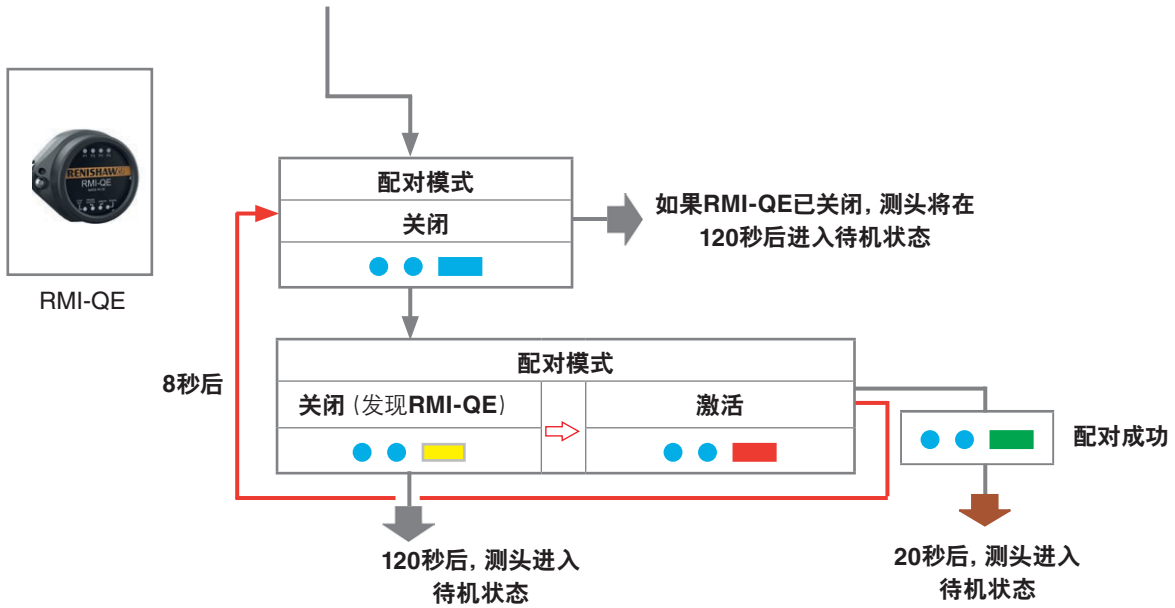 RENISHAW
RMI-QE
RMI-QE
配对模式
关闭
如果RMI-QE已关闭, 测头将在
120秒后进入待机状态
8秒后
配对模式
关闭 (发现RMI-QE)
激活
配对成功
120秒后, 测头进入
待机状态
20秒后, 测头进入
待机状态